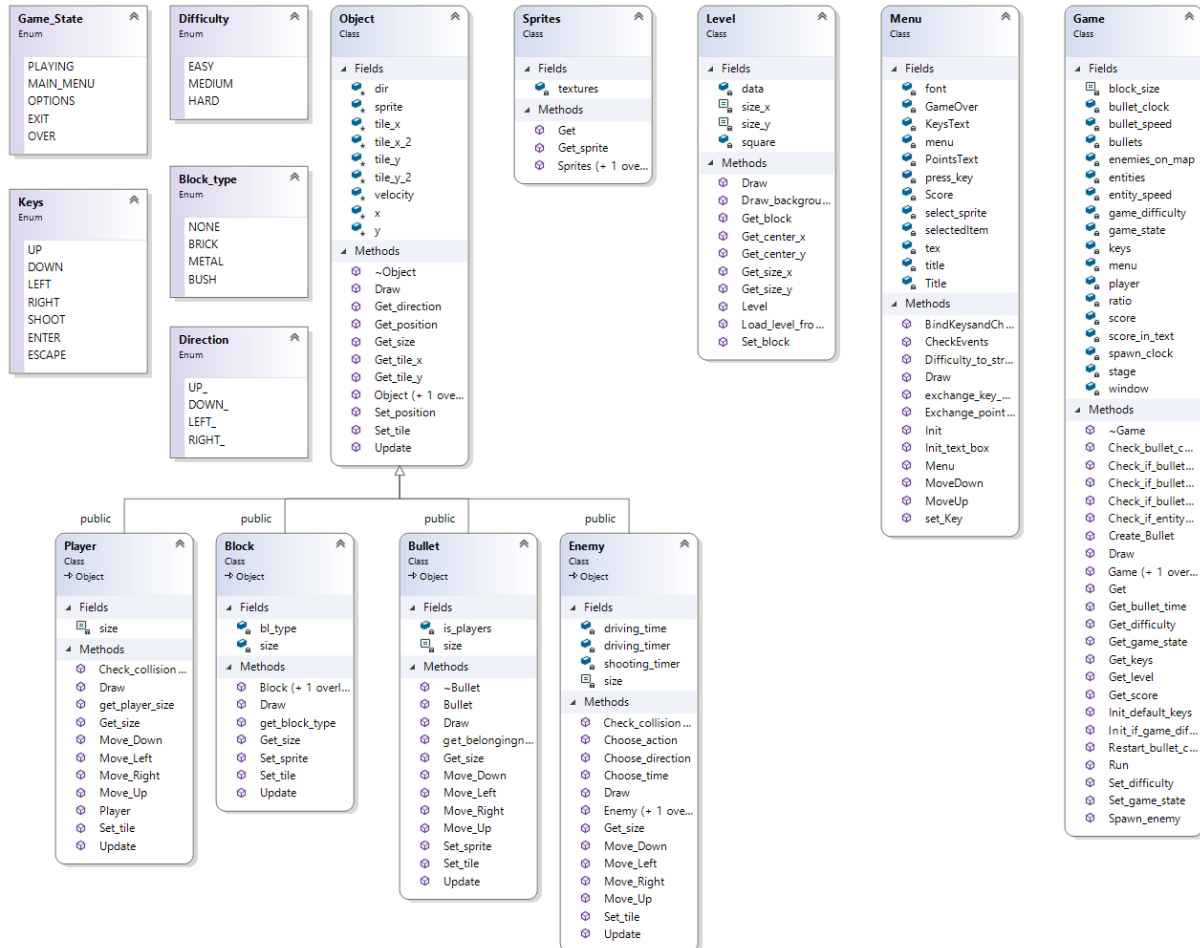 Game_State
Enum
PLAYING
MAIN_MENU
OPTIONS
EXIT
OVER
Keys
Enum
UP
DOWN
LEFT
RIGHT
SHOOT
ENTER
ESCAPE
Difficulty
Enum
EASY
MEDIUM
HARD
Block_type
Enum
NONE
BRICK
METAL
BUSH
Direction
Enum
UP_
DOWN_
LEFT_
RIGHT_
Object
Class
Fields
dir
sprite
tile_x
tile_x_2
tile_y
tile_y_2
velocity
x
y
Methods
~Object
Draw
Get_direction
Get_position
Get_size
Get_tile_x
Get_tile_y
Object (+ 1 ove...
Set_position
Set_tile
Update
Sprites
Class
Fields
textures
Methods
Get
Get_sprite
Sprites (+ 1 ove...
Level
Class
Fields
data
size_x
size_y
square
Methods
Draw
Draw_backgrou...
Get_block
Get_center_x
Get_center_y
Get_size_x
Get_size_y
Level
Load_level_fro...
Set_block
Menu
Class
Fields
font
GameOver
KeysText
menu
PointsText
press_key
Score
select_sprite
selectedItem
tex
title
Title
Methods
BindKeysandCh...
CheckEvents
Difficulty_to_str...
Draw
exchange_key_...
Exchange_point...
Init
Init_text_box
Menu
MoveDown
MoveUp
set_Key
Game
Class
Fields
block_size
bullet_clock
bullet_speed
bullets
enemies_on_map
entities
entity_speed
game_difficulty
game_state
keys
menu
player
ratio
score
score_in_text
spawn_clock
stage
window
Methods
~Game
Check_bullet_c...
Check_if_bullet...
Check_if_bullet...
Check_if_bullet...
Check_if_entity...
Create_Bullet
Draw
Game (+ 1 over...
Get
Get_bullet_time
Get_difficulty
Get_game_state
Get_keys
Get_level
Get_score
Init_default_keys
Init_if_game_dif...
Restart_bullet_c...
Run
Set_difficulty
Set_game_state
Spawn_enemy
public
public
public
public
Player
Class
Object
Fields
size
Methods
Check_collision ...
Draw
get_player_size
Get_size
Move_Down
Move_Left
Move_Right
Move_Up
Player
Set_tile
Update
Block
Class
Object
Fields
bl_type
size
Methods
Block (+ 1 overl...
Draw
get_block_type
Get_size
Set_sprite
Set_tile
Update
Bullet
Class
Object
Fields
is_players
size
Methods
~Bullet
Bullet
Draw
get_belongingn...
Get_size
Move_Down
Move_Left
Move_Right
Move_Up
Set_sprite
Set_tile
Update
Enemy
Class
Object
Fields
driving_time
driving_timer
shooting_timer
size
Methods
Check_collision ...
Choose_action
Choose_direction
Choose_time
Draw
Enemy (+ 1 ove...
Get_size
Move_Down
Move_Left
Move_Right
Move_Up
Set_tile
Update